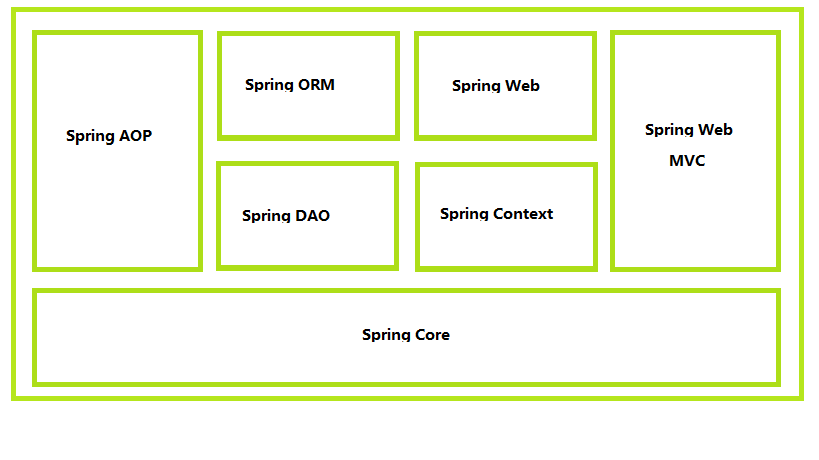 Spring AOP
Spring ORM
Spring Web
Spring Web
MVC
Spring DAO
Spring Context
Spring Core